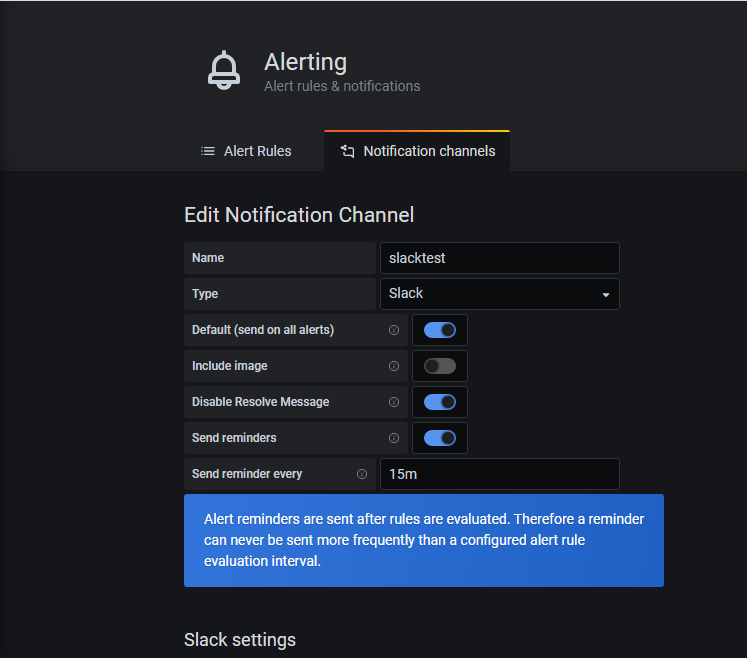 Alerting
Alert rules & notifications
Alert Rules
Notification channels
Edit Notification Channel
Name
slacktest
Type
Slack
Default (send on all alerts)
Include image
Disable Resolve Message
Send reminders
Send reminder every
15m
Alert reminders are sent after rules are evaluated. Therefore a reminder
can never be sent more frequently than a configured alert rule
evaluation interval.
Slack settings